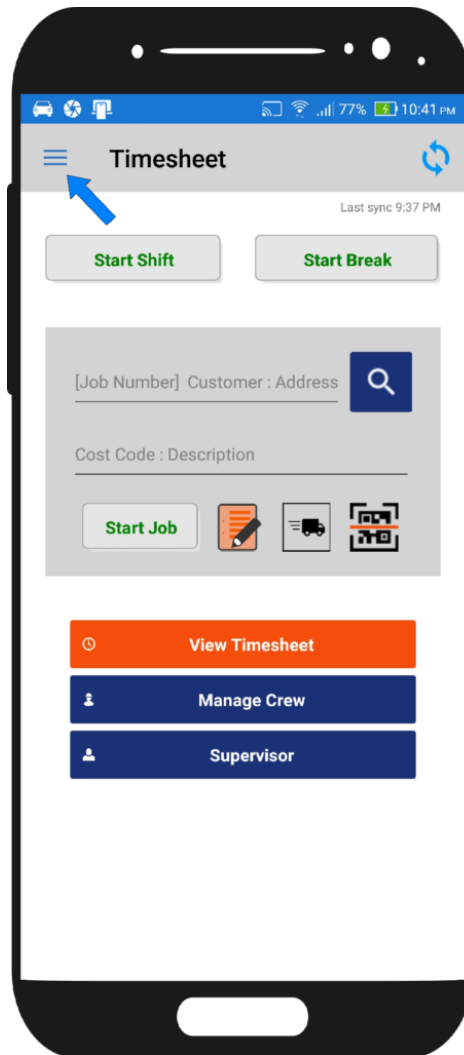 77% 10:41 PM
Timesheet
Last sync 9:37 PM
Start Shift
Start Break
[Job Number] Customer : Address
Cost Code : Description
Start Job
View Timesheet
Manage Crew
Supervisor